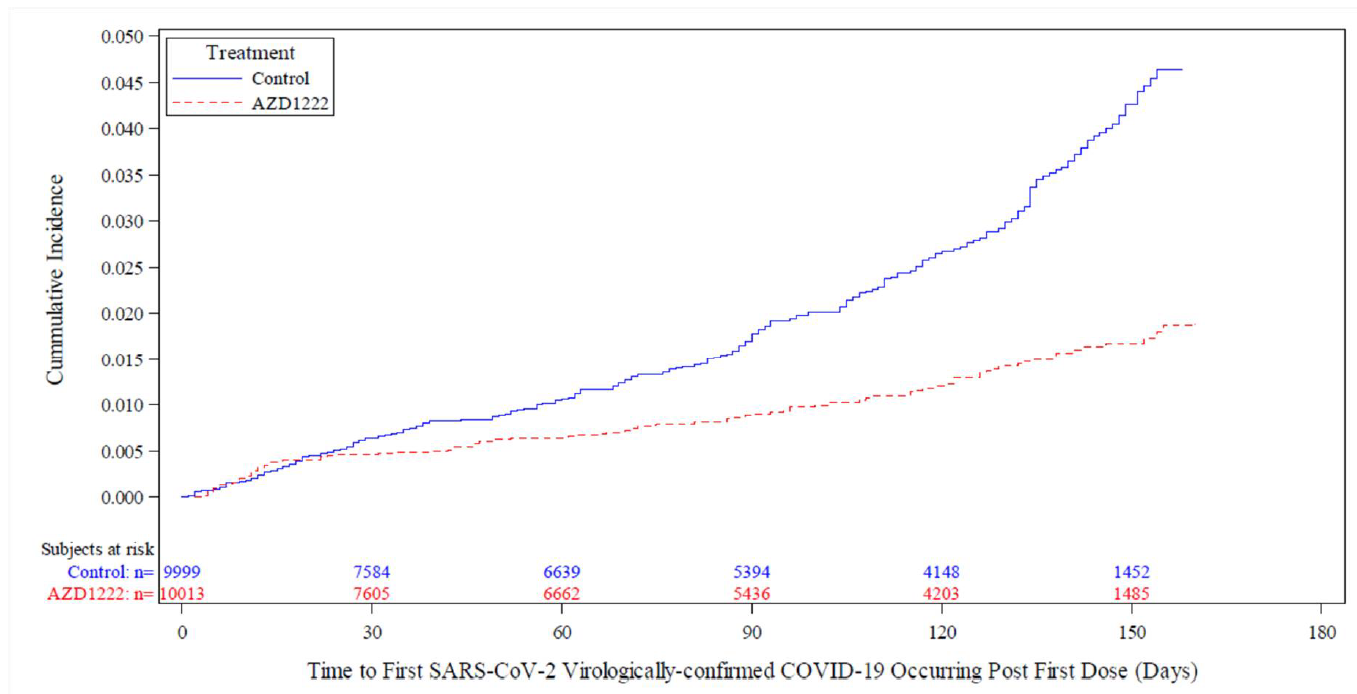 0.050
0.045
0.040
0.035
0.030
0.025
0.020
0.015
0.010
0.005
0.000
Cummulative Incidence
Treatment
Control
AZD1222
Subjects at risk
Control: n= 9999 7584 6639 5394 4148 1452
AZD1222: n= 10013 7605 6662 5436 4203 1485
0 30 60 90 120 150 180
Time to First SARS-CoV-2 Virologically-confirmed COVID-19 Occurring Post First Dose (Days)